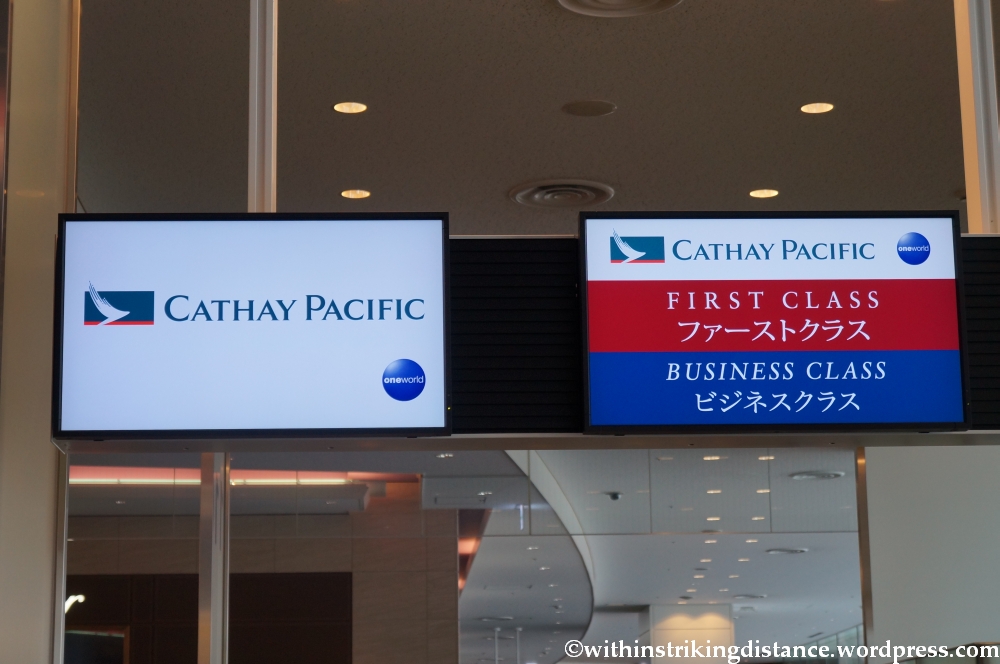 CATHAY PACIFIC
oneworld
CATHAY PACIFIC
oneworld
FIRST CLASS
ファーストクラス
BUSINESS CLASS
ビジネスクラス
©withinstrikingdistance.wordpress.com